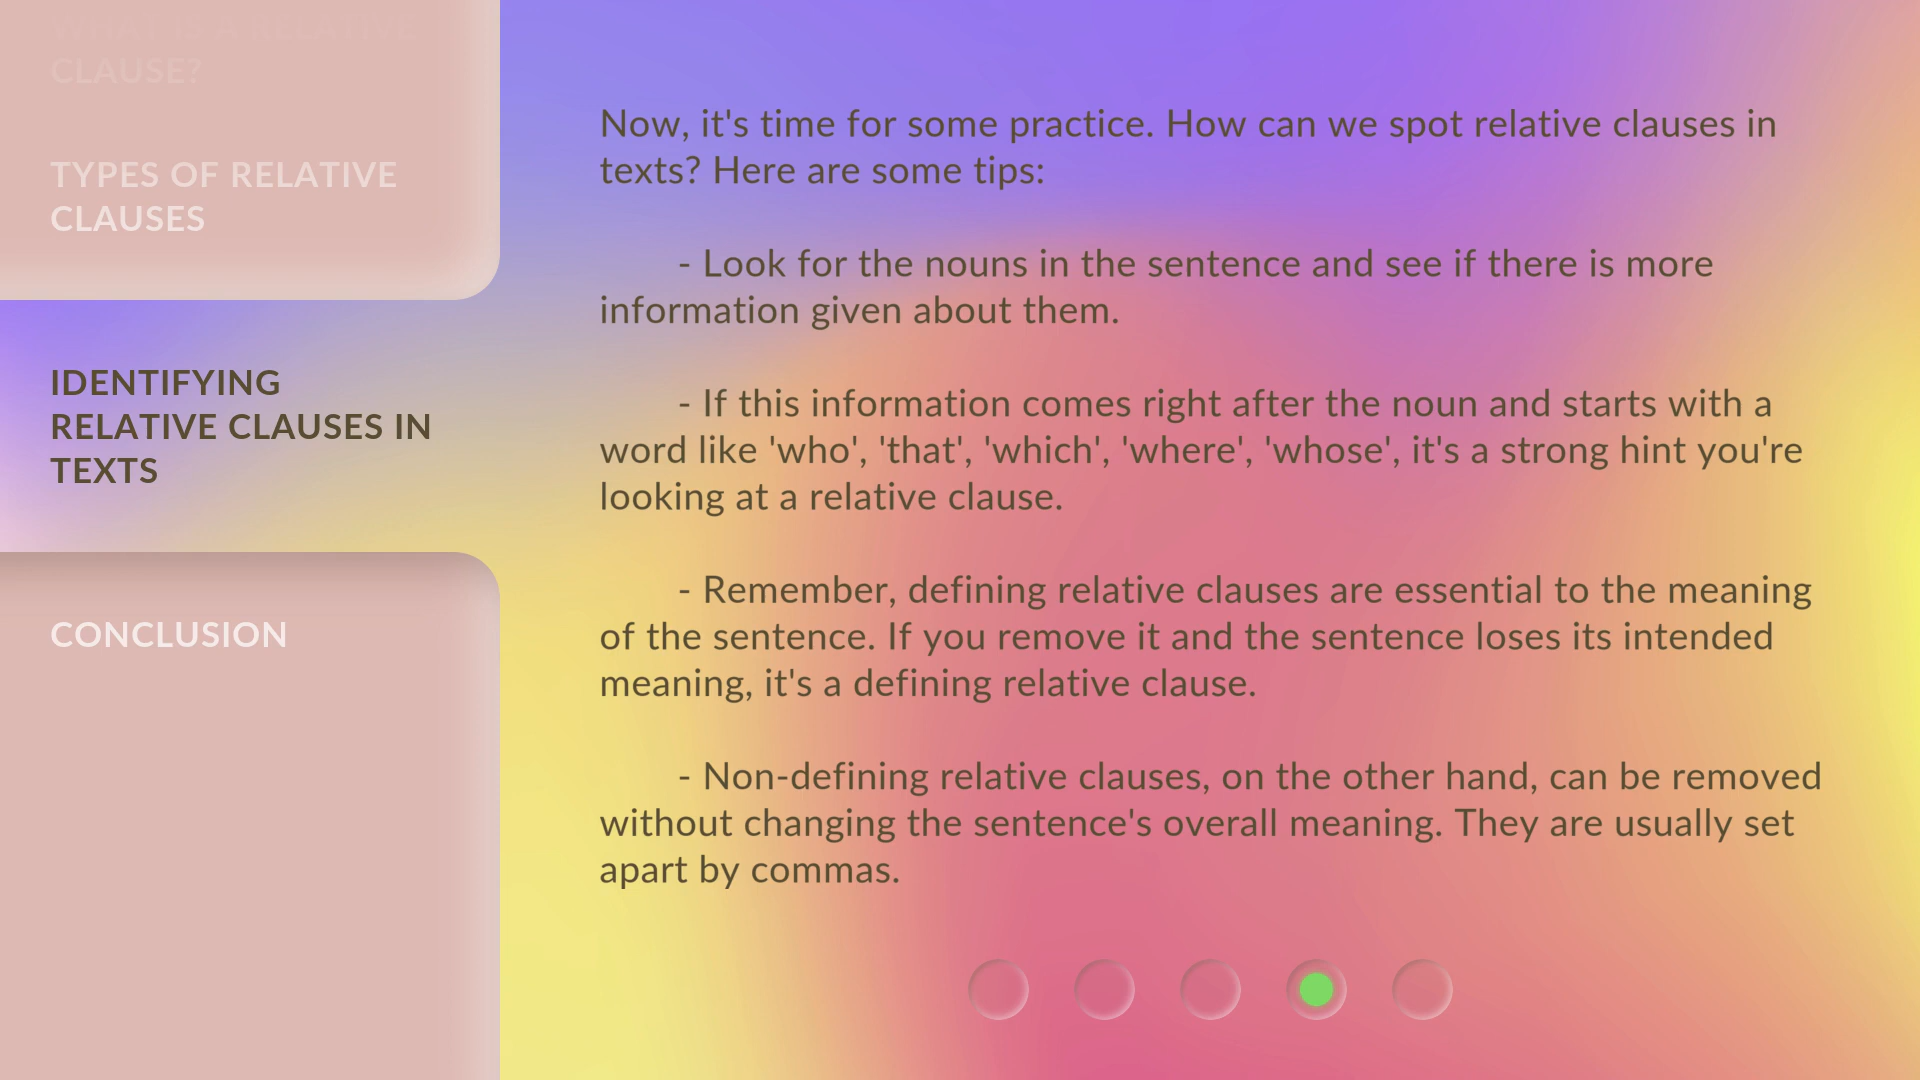 WHAT IS A RELATIVE
CLAUSE?
TYPES OF RELATIVE
CLAUSES
IDENTIFYING
RELATIVE CLAUSES IN
TEXTS
CONCLUSION
Now, it's time for some practice. How can we spot relative clauses in
texts? Here are some tips:
- Look for the nouns in the sentence and see if there is more
information given about them.
- If this information comes right after the noun and starts with a
word like 'who', 'that', 'which', 'where', 'whose', it's a strong hint you're
looking at a relative clause.
- Remember, defining relative clauses are essential to the meaning
of the sentence. If you remove it and the sentence loses its intended
meaning, it's a defining relative clause.
- Non-defining relative clauses, on the other hand, can be removed
without changing the sentence's overall meaning. They are usually set
apart by commas.